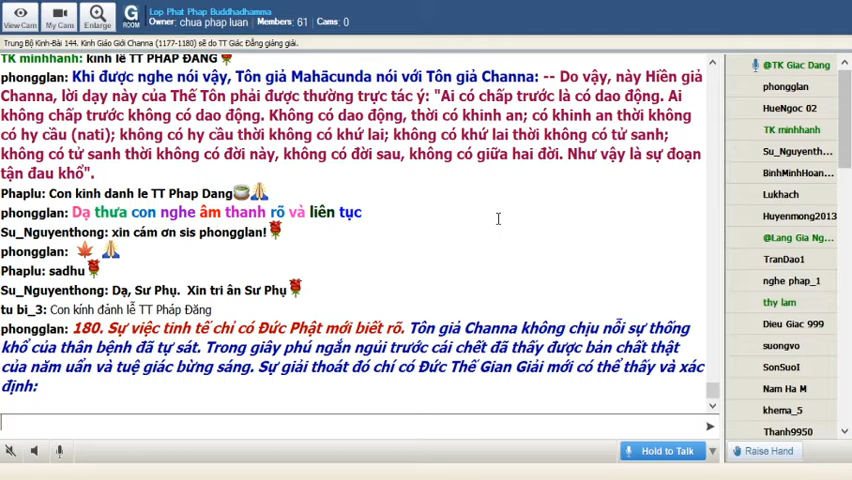 View Cam
My Cam
Enlarge
G
ROOM
Lop Phat Phap Buddhadhamma
Owner: chua phap luan Members: 61 Cams: 0
Trung Bộ Kinh-Bài 144. Kinh Giáo Giới Channa (1177-1180) sẽ do TT Giác Đẳng giảng giải.
TK minhhanh: kính lễ TT PHÁP ĐĂNG
phongglan: Khi được nghe nói vậy, Tôn giả Mahācunda nói với Tôn giả Channa: -- Do vậy, này Hiền giả
Channa, lời dạy này của Thế Tôn phải được thường trực tác ý: "Ai có chấp trước là có dao động. Ai
không chấp trước không có dao động. Không có dao động, thời có khinh an; có khinh an thời không
có hy cầu (nati); không có hy cầu thời không có khứ lai; không có khứ lai thời không có tử sanh;
không có tử sanh thời không có đời này, không có đời sau, không có giữa hai đời. Như vậy là sự đoạn
tận đau khổ".
Phaplu: Con kinh danh le TT Phap Dang
phongglan: Dạ thưa con nghe âm thanh rõ và liên tục
Su_Nguyenthong: xin cám ơn sis phongglan!
phongglan:
Phaplu: sadhu
Su_Nguyenthong: Dạ, Sư Phụ. Xin tri ân Sư Phụ
tu bi_3: Con kính đảnh lễ TT Pháp Đăng
phongglan: 180. Sự việc tinh tế chỉ có Đức Phật mới biết rõ. Tôn giả Channa không chịu nỗi sự thống
khổ của thân bệnh đã tự sát. Trong giây phú ngắn ngủi trước cái chết đã thấy được bản chất thật
của năm uẩn và tuệ giác bừng sáng. Sự giải thoát đó chỉ có Đức Thế Gian Giải mới có thể thấy và xác
định:
@TK Giac Dang
phongglan
HueNgoc 02
TK minhhanh
Su_Nguyenth...
BinhMinhHoan...
Lukhach
Huyenmong2013
@Lang Gia Ng...
TranDao1
nghe phap_1
thy lam
Dieu Giac 999
suongvo
SonSuoI
Nam Ha M
khema_5
Thanh9950
Hold to Talk
Raise Hand